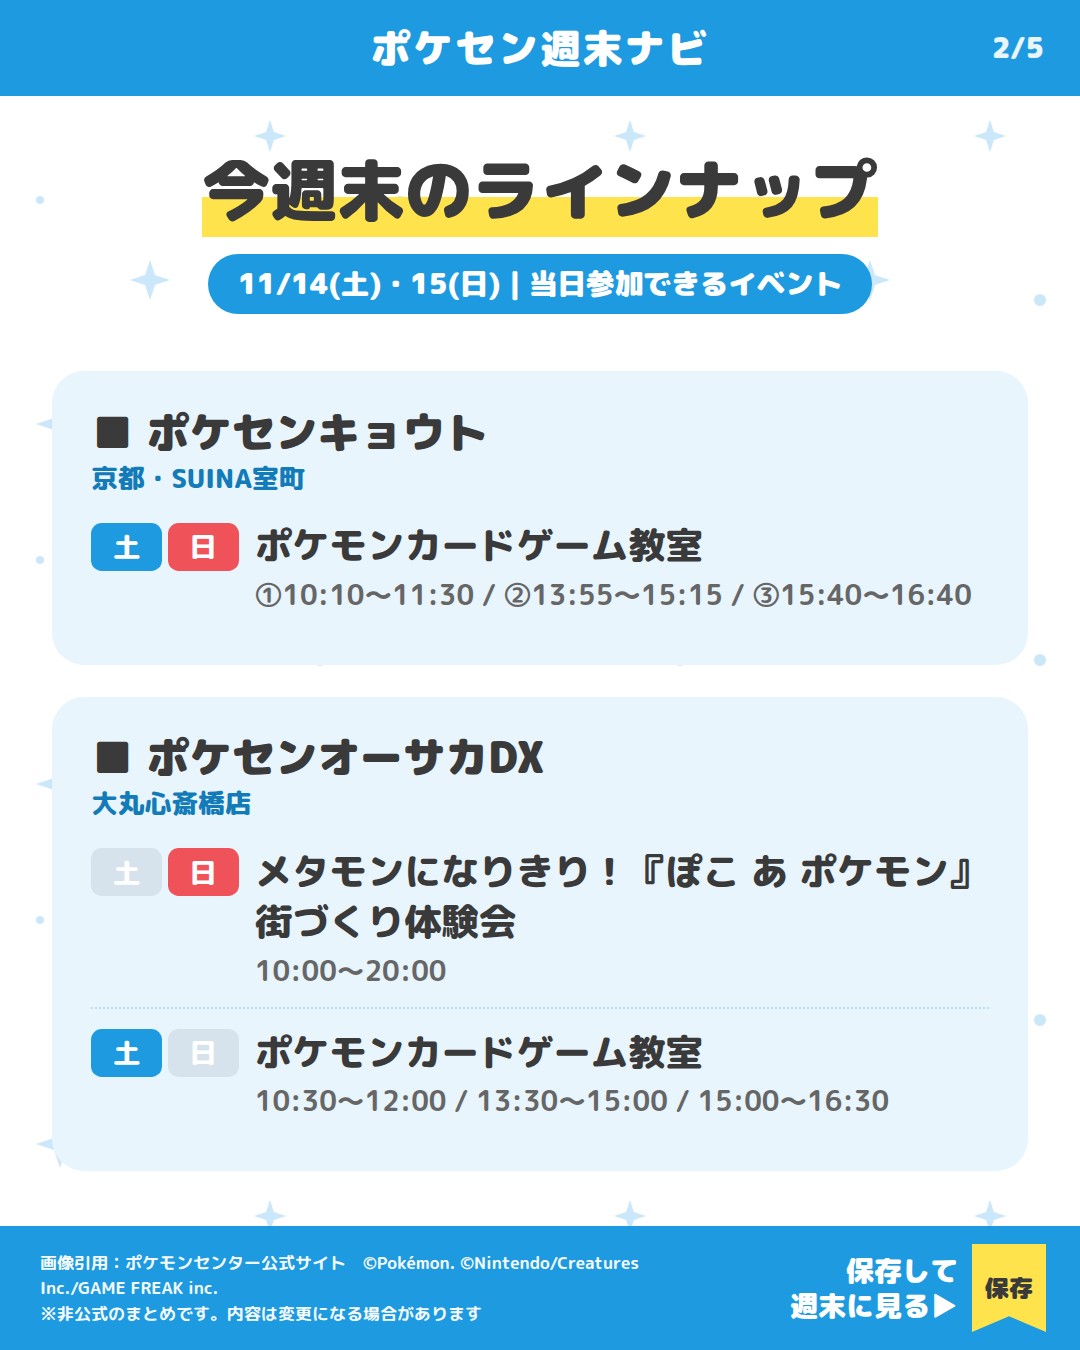 ポケセン週末ナビ
2/5
今週末のラインナップ
11/14(土)・15(日) | 当日参加できるイベント
■ ポケセンキョウト
京都・SUINA室町
土 日 ポケモンカードゲーム教室
①10:10〜11:30 / ②13:55〜15:15 / ③15:40〜16:40
■ ポケセンオーサカDX
大丸心斎橋店
土 日 メタモンになりきり！『ぽこ あ ポケモン』
街づくり体験会
10:00〜20:00
土 日 ポケモンカードゲーム教室
10:30〜12:00 / 13:30〜15:00 / 15:00〜16:30
画像引用：ポケモンセンター公式サイト　©Pokémon. ©Nintendo/Creatures
Inc./GAME FREAK inc.
※非公式のまとめです。内容は変更になる場合があります
保存して
週末に見る▶
保存